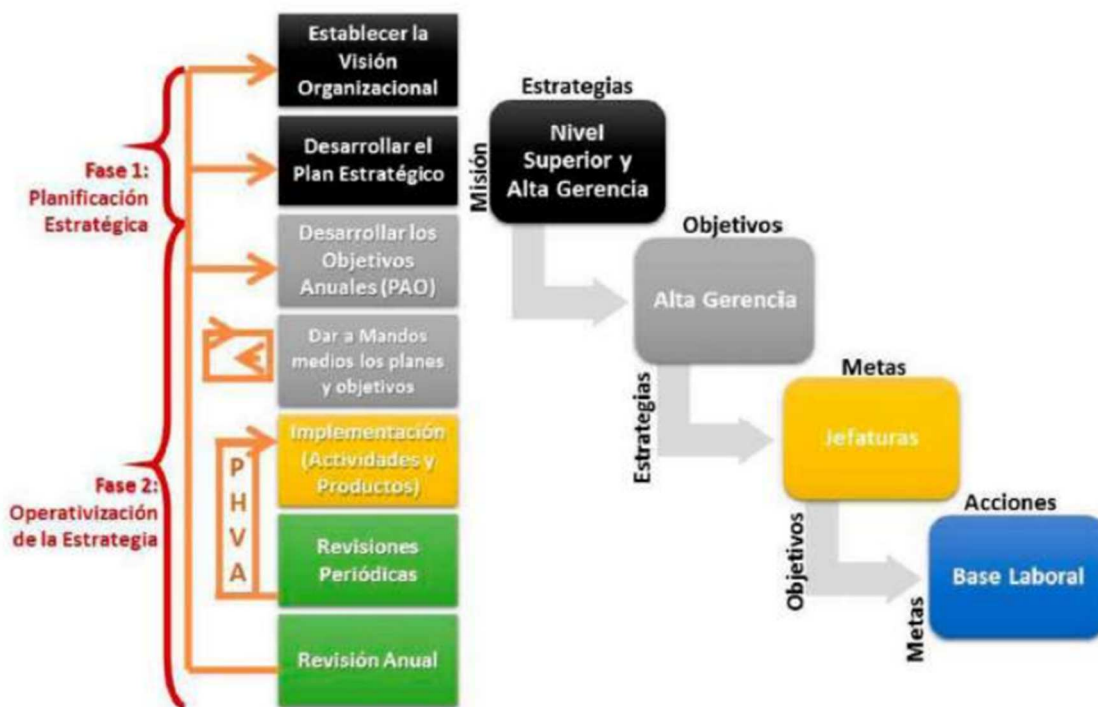 Establecer la
Visión
Organizacional
Desarrollar el
Plan Estratégico
Desarrollar los
Objetivos
Anuales (PAO)
Dar a Mandos
medios los planes
y objetivos
Implementación
(Actividades y
Productos)
Revisiones
Periódicas
Revisión Anual
Fase 1:
Planificación
Estratégica
Fase 2:
Operativización
de la Estrategia
P
H
V
A
Estrategias
Misión
Nivel
Superior y
Alta Gerencia
Objetivos
Estrategias
Alta Gerencia
Metas
Objetivos
Jefaturas
Acciones
Metas
Base Laboral